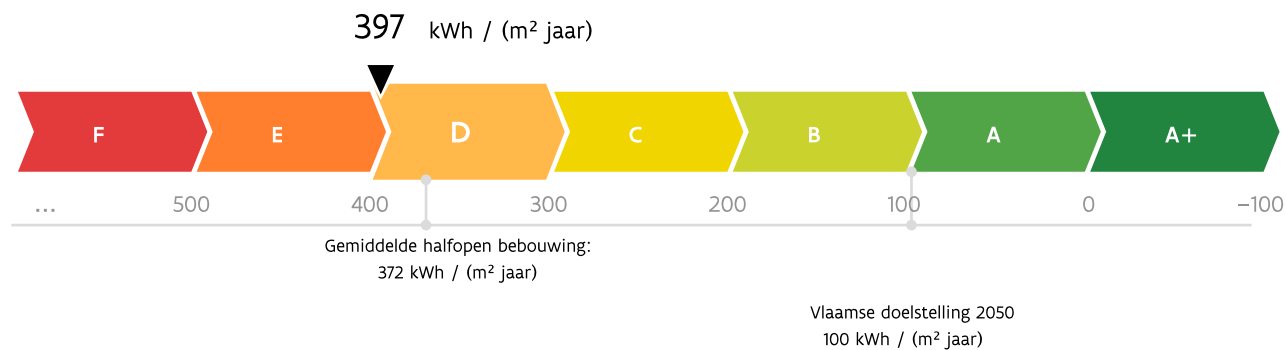 397 kWh / (m² jaar)
F E D C B A A+
... 500 400 300 200 100 0 −100
Gemiddelde halfopen bebouwing:
372 kWh / (m² jaar)
Vlaamse doelstelling 2050
100 kWh / (m² jaar)